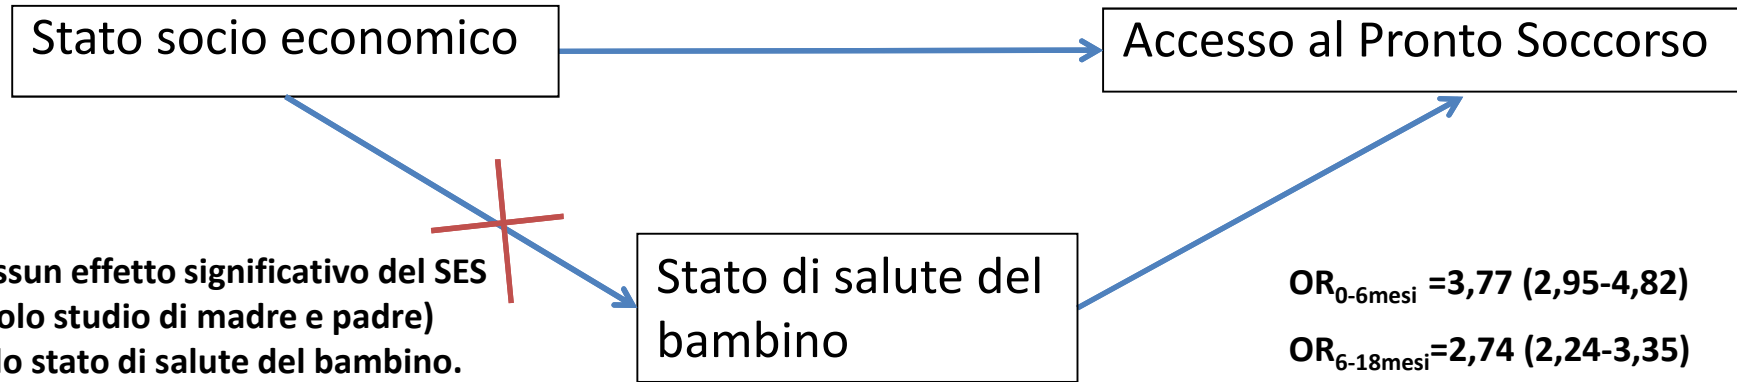 Stato socio economico
Accesso al Pronto Soccorso
ssun effetto significativo del SES
olo studio di madre e padre)
lo stato di salute del bambino.
Stato di salute del
bambino
OR0-6mesi =3,77 (2,95-4,82)
OR6-18mesi=2,74 (2,24-3,35)